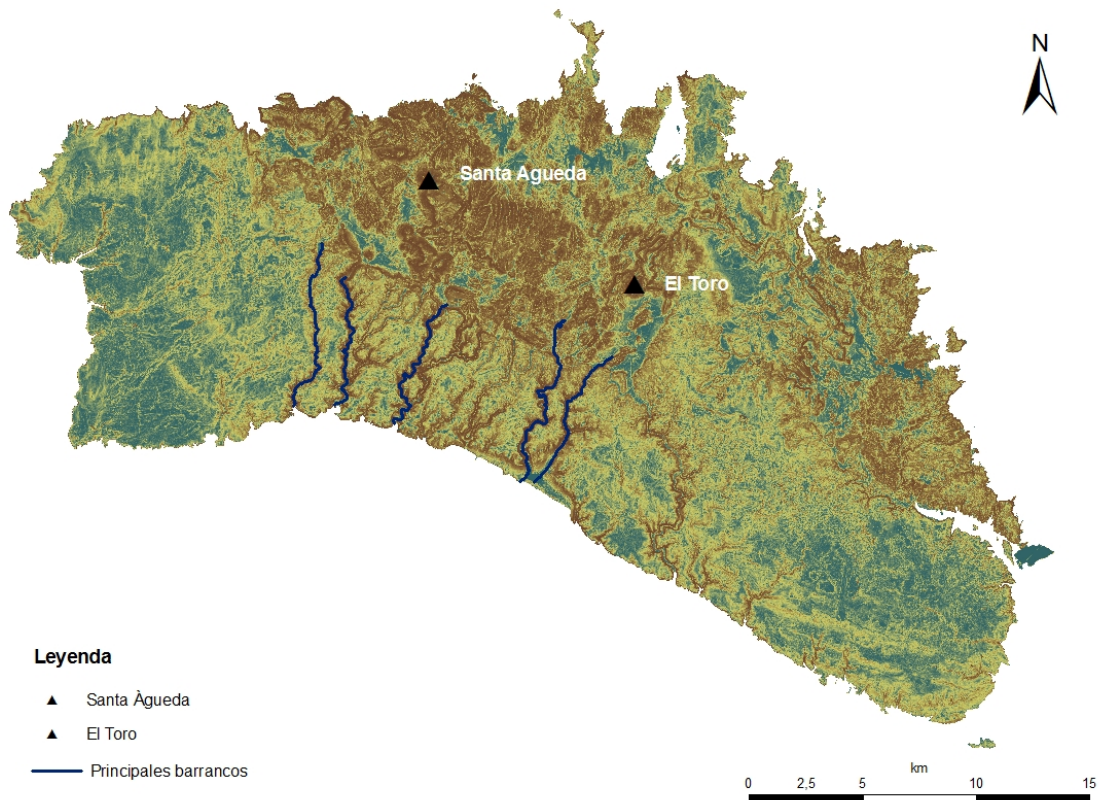 N
Santa Agueda
El Toro
Leyenda
Santa Àgueda
El Toro
Principales barrancos
km
0 2,5 5 10 15